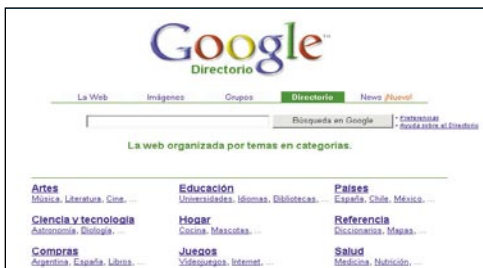 Google™
Directorio
La Web Imágenes Grupos Directorio News ¡Nuevo!
Búsqueda en Google
• Preferencias
• Ayuda sobre el Directorio
La web organizada por temas en categorías.
Artes Educación Países
Música, Literatura, Cine, ... Universidades, Idiomas, Bibliotecas, ... España, Chile, México, ...
Ciencia y tecnología Hogar Referencia
Astronomía, Biología, ... Cocina, Mascotas, ... Diccionarios, Mapas, ...
Compras Juegos Salud
Argentina, España, Libros, ... Videojuegos, Internet, ... Medicina, Nutrición, ...